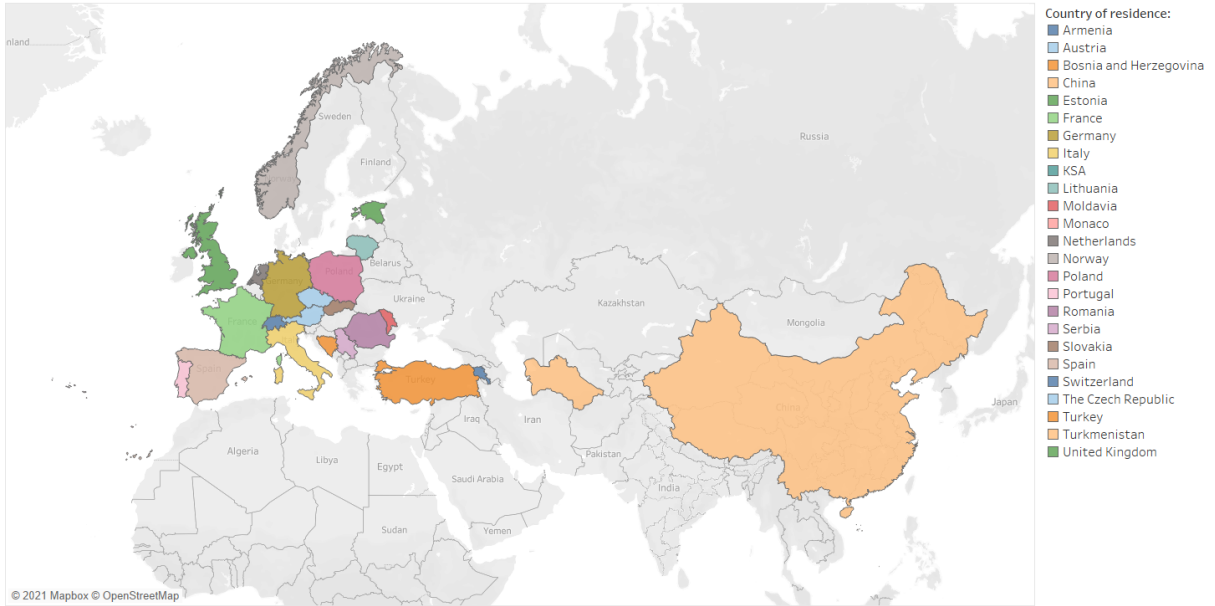 nland
Sweden
Finland
Russia
Poland
Belarus
Germany
Ukraine
France
Kazakhstan
Mongolia
Spain
Turkey
China
Japan
Iraq
Iran
Algeria
Libya
Egypt
Pakistan
Saudi Arabia
India
Sudan
Yemen
© 2021 Mapbox © OpenStreetMap
Country of residence:
Armenia
Austria
Bosnia and Herzegovina
China
Estonia
France
Germany
Italy
KSA
Lithuania
Moldavia
Monaco
Netherlands
Norway
Poland
Portugal
Romania
Serbia
Slovakia
Spain
Switzerland
The Czech Republic
Turkey
Turkmenistan
United Kingdom